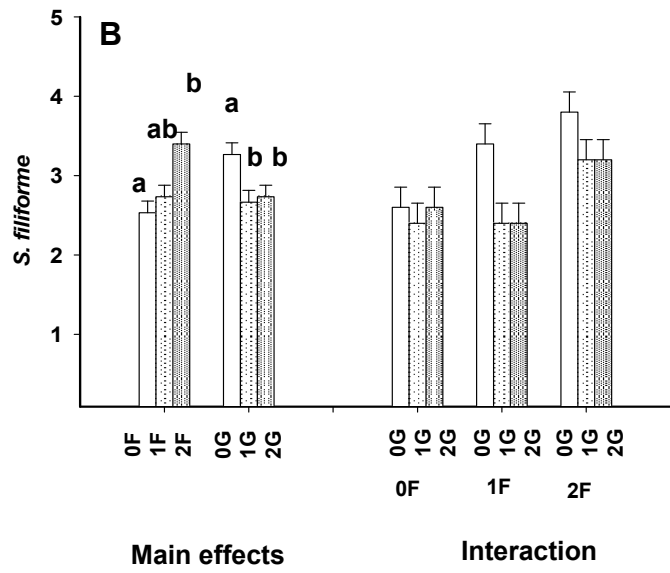 B
5
4
3
2
1
S. filiforme
a
ab
b
a
b b
0F
1F
2F
0G
1G
2G
0G
1G
2G
0G
1G
2G
0G
1G
2G
0F
1F
2F
Main effects
Interaction